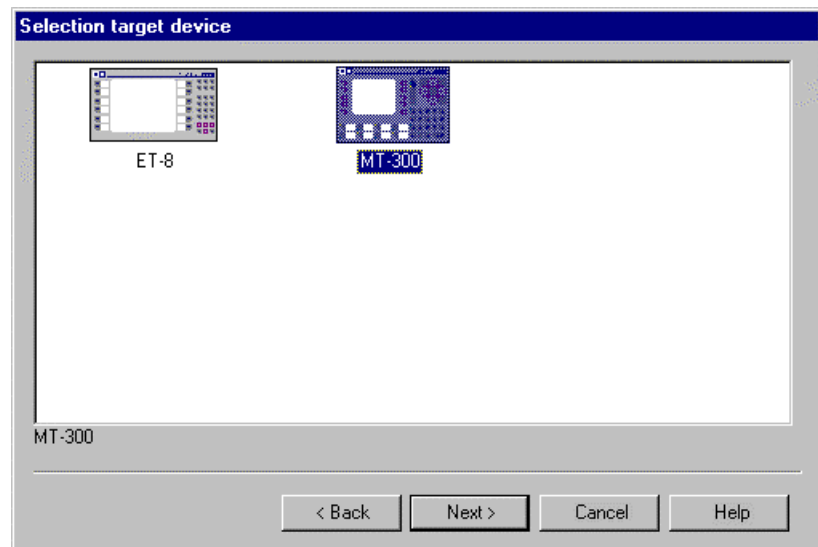 Selection target device
ET-8
MT-300
MT-300
< Back
Next >
Cancel
Help